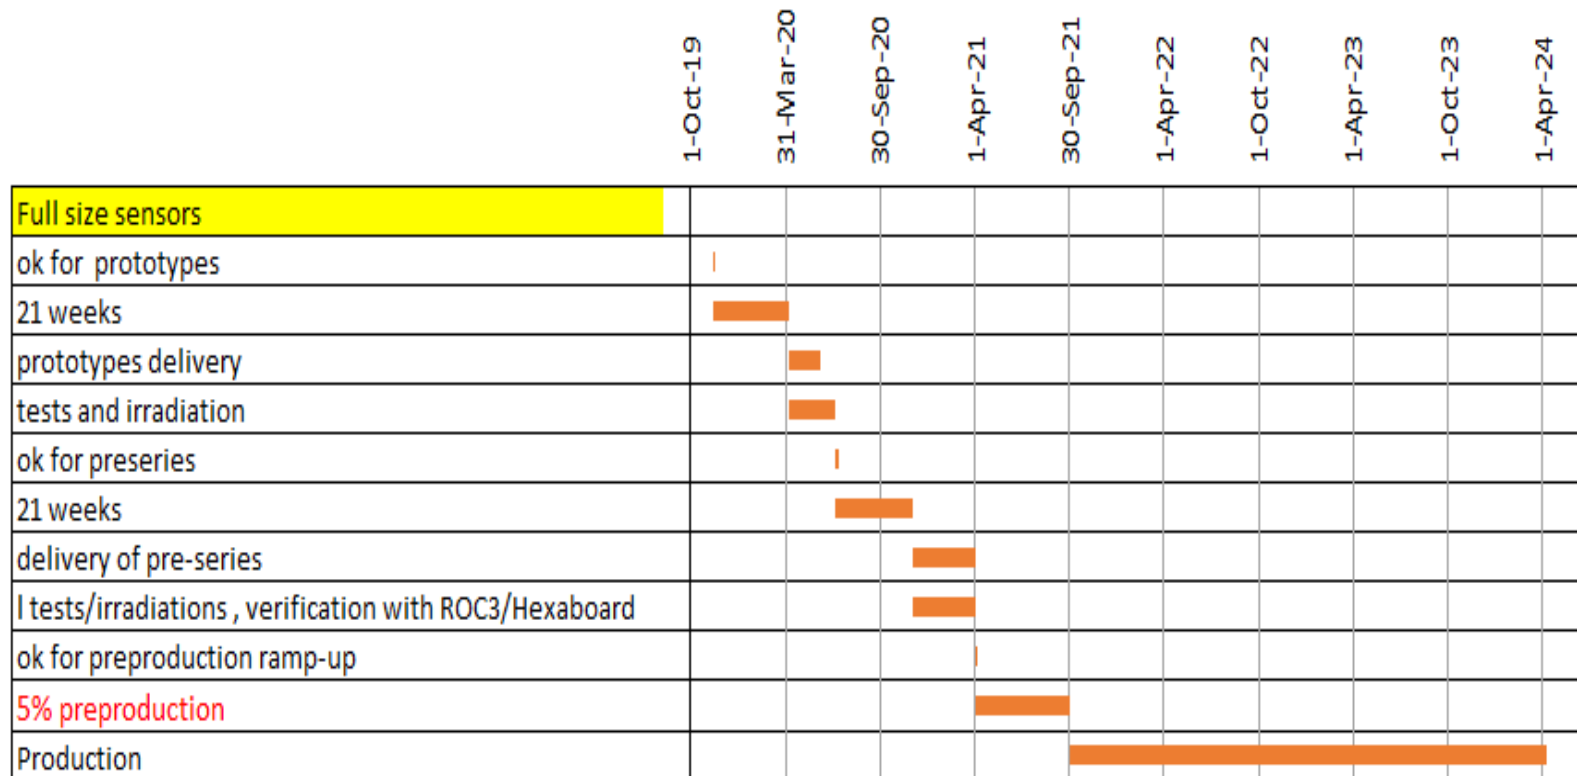 1-Oct-19
31-Mar-20
30-Sep-20
1-Apr-21
30-Sep-21
1-Apr-22
1-Oct-22
1-Apr-23
1-Oct-23
1-Apr-24
Full size sensors
ok for  prototypes
21 weeks
prototypes delivery
tests and irradiation
ok for preseries
21 weeks
delivery of pre-series
l tests/irradiations , verification with ROC3/Hexaboard
ok for preproduction ramp-up
5% preproduction
Production